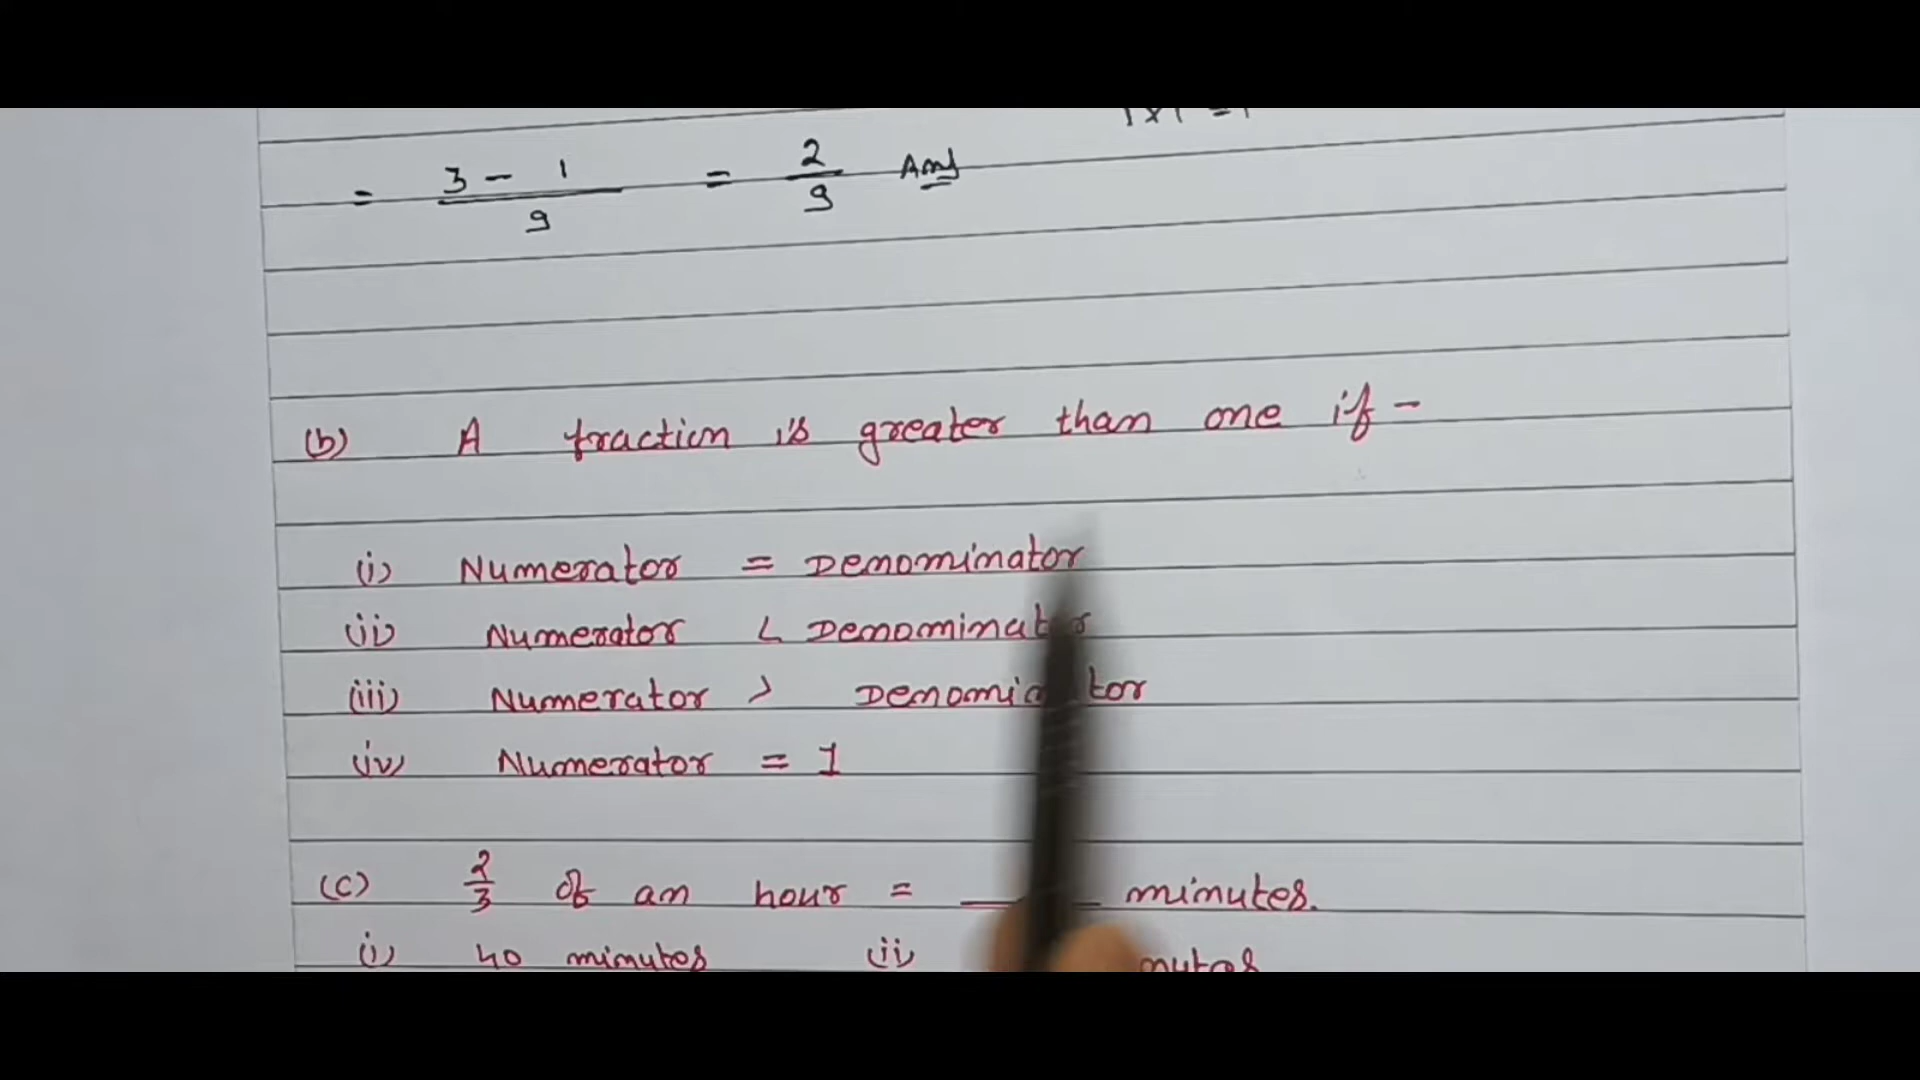 = 3 - 1 / 9 = 2 / 9 Ans
(b) A fraction is greater than one if -
(i) Numerator = Denominator
(ii) Numerator < Denominator
(iii) Numerator > Denominator
(iv) Numerator = 1
(c) 2/3 of an hour = ____ minutes.
(i) 40 minutes (ii)